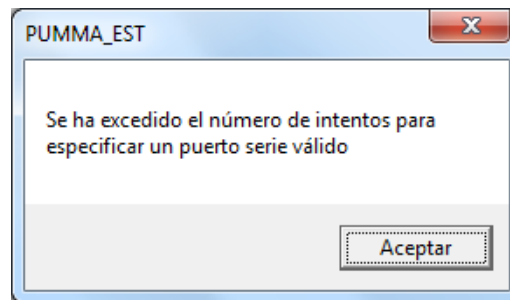 PUMMA_EST
Se ha excedido el número de intentos para
especificar un puerto serie válido
Aceptar